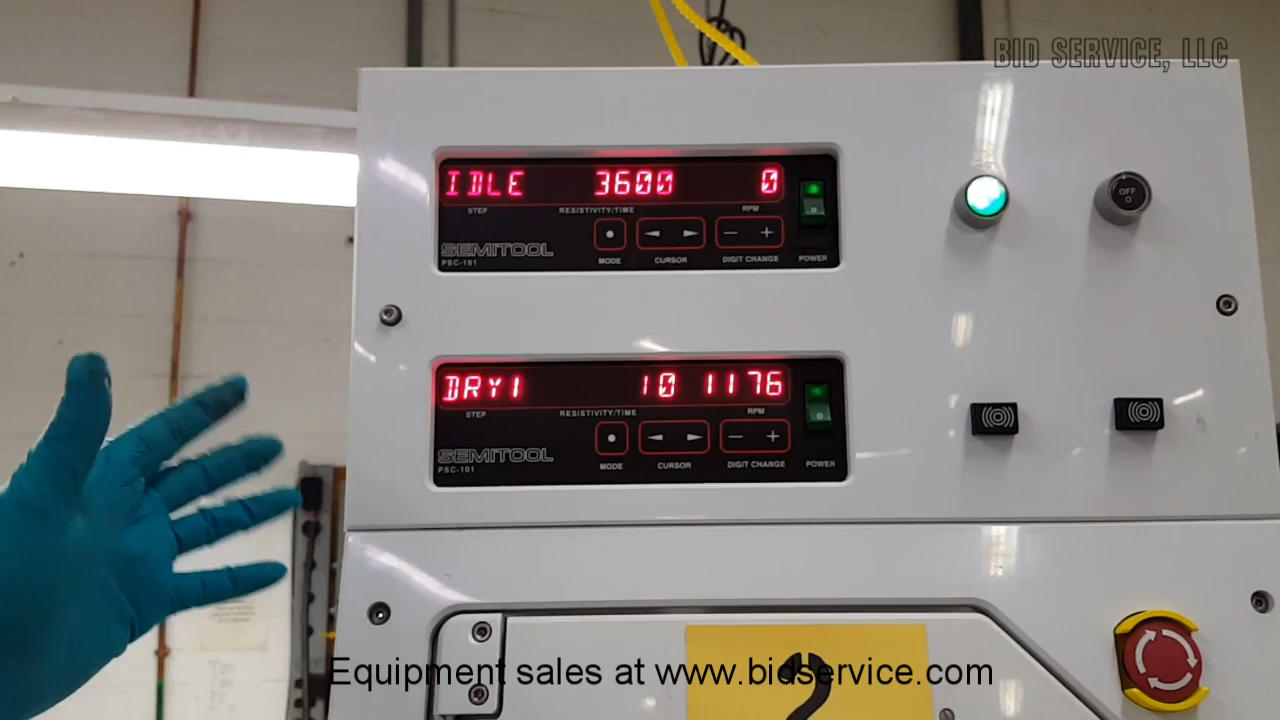 BID SERVICE, LLC
IDLE 3600 0
STEP RESISTIVITY/TIME RPM
SEMITOOL
PSC-101
MODE CURSOR DIGIT CHANGE POWER
OFF
O
DRY1 10 1176
STEP RESISTIVITY/TIME RPM
SEMITOOL
PSC-101
MODE CURSOR DIGIT CHANGE POWER
Equipment sales at www.bidservice.com
2